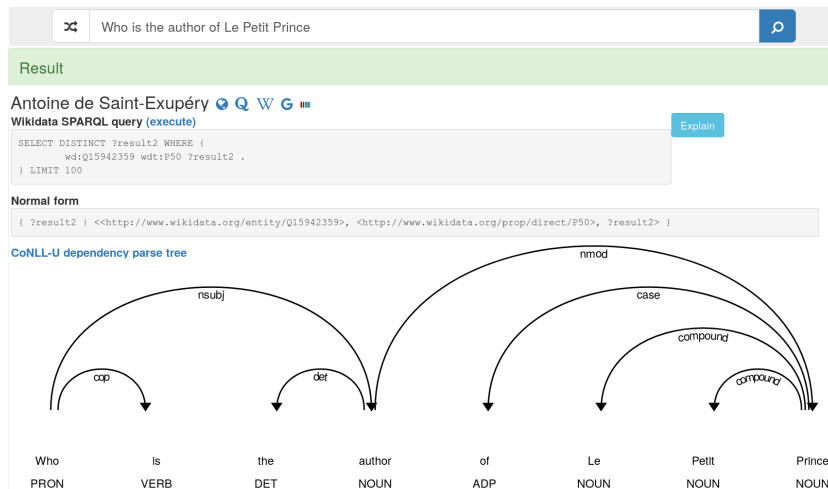 Who is the author of Le Petit Prince
Result
Antoine de Saint-Exupéry Q W G
Wikidata SPARQL query (execute)
Explain
SELECT DISTINCT ?result2 WHERE {
wd:Q15942359 wdt:P50 ?result2 .
} LIMIT 100
Normal form
{ ?result2 | <<http://www.wikidata.org/entity/Q15942359>, <http://www.wikidata.org/prop/direct/P50>, ?result2> }
CoNLL-U dependency parse tree
nmod
nsubj case
compound
cop det compound
Who is the author of Le Petit Prince
PRON VERB DET NOUN ADP NOUN NOUN NOUN